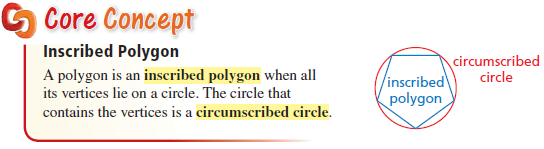 Core Concept
Inscribed Polygon
A polygon is an inscribed polygon when all
its vertices lie on a circle. The circle that
contains the vertices is a circumscribed circle.
circumscribed
circle
inscribed
polygon